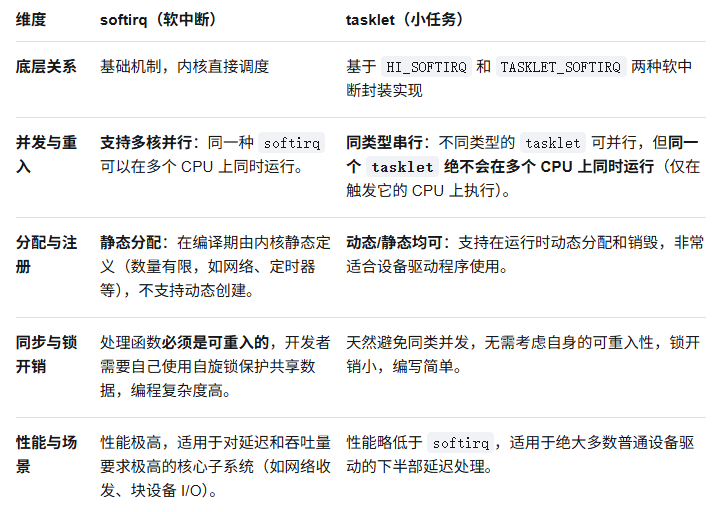 维度 softirq（软中断） tasklet（小任务）
底层关系 基础机制，内核直接调度 基于 HI_SOFTIRQ 和 TASKLET_SOFTIRQ 两种软中
断封装实现
并发与重 支持多核并行：同一种 softirq 同类型串行：不同类型的 tasklet 可并行，但同一
入 可以在多个 CPU 上同时运行。 个 tasklet 绝不会在多个 CPU 上同时运行（仅在
触发它的 CPU 上执行）。
分配与注 静态分配：在编译期由内核静态定 动态/静态均可：支持在运行时动态分配和销毁，非常
册 义（数量有限，如网络、定时器 适合设备驱动程序使用。
等），不支持动态创建。
同步与锁 处理函数必须是可重入的，开发者 天然避免同类并发，无需考虑自身的可重入性，锁开
开销 需要自己使用自旋锁保护共享数 销小，编写简单。
据，编程复杂度高。
性能与场 性能极高，适用于对延迟和吞吐量 性能略低于 softirq，适用于绝大多数普通设备驱
景 要求极高的核心子系统（如网络收 动的下半部延迟处理。
发、块设备 I/O）。